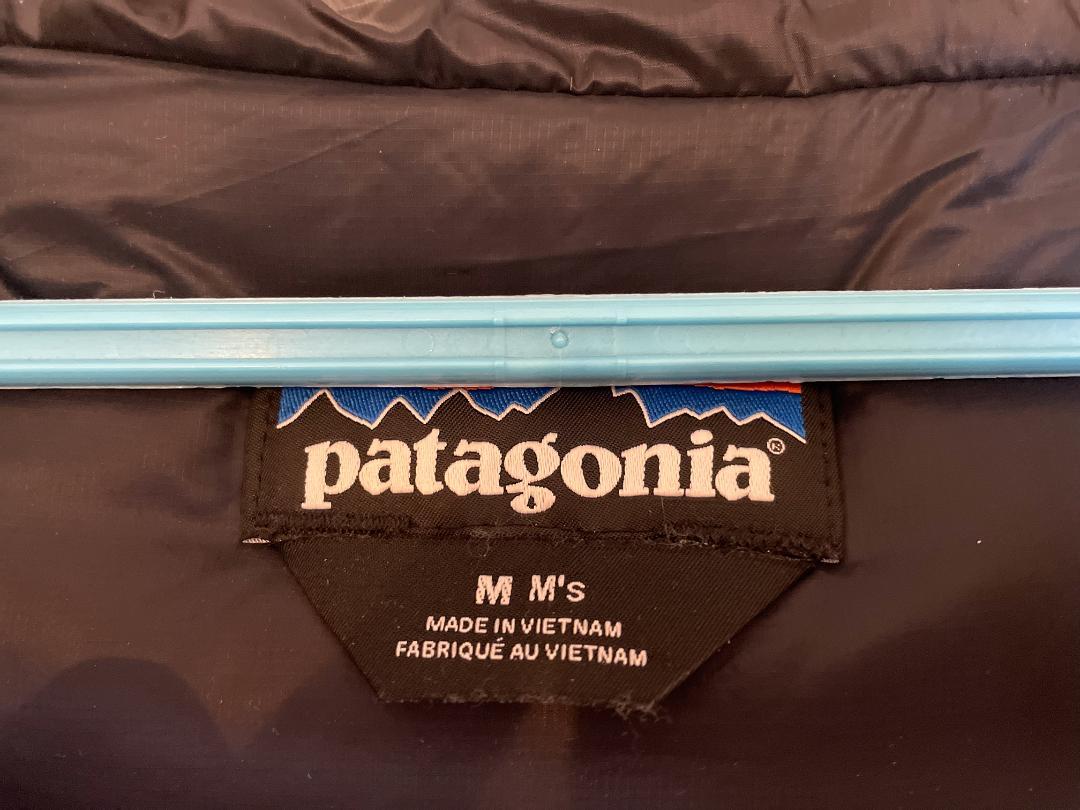 patagonia®
M M's
MADE IN VIETNAM
FABRIQUÉ AU VIETNAM